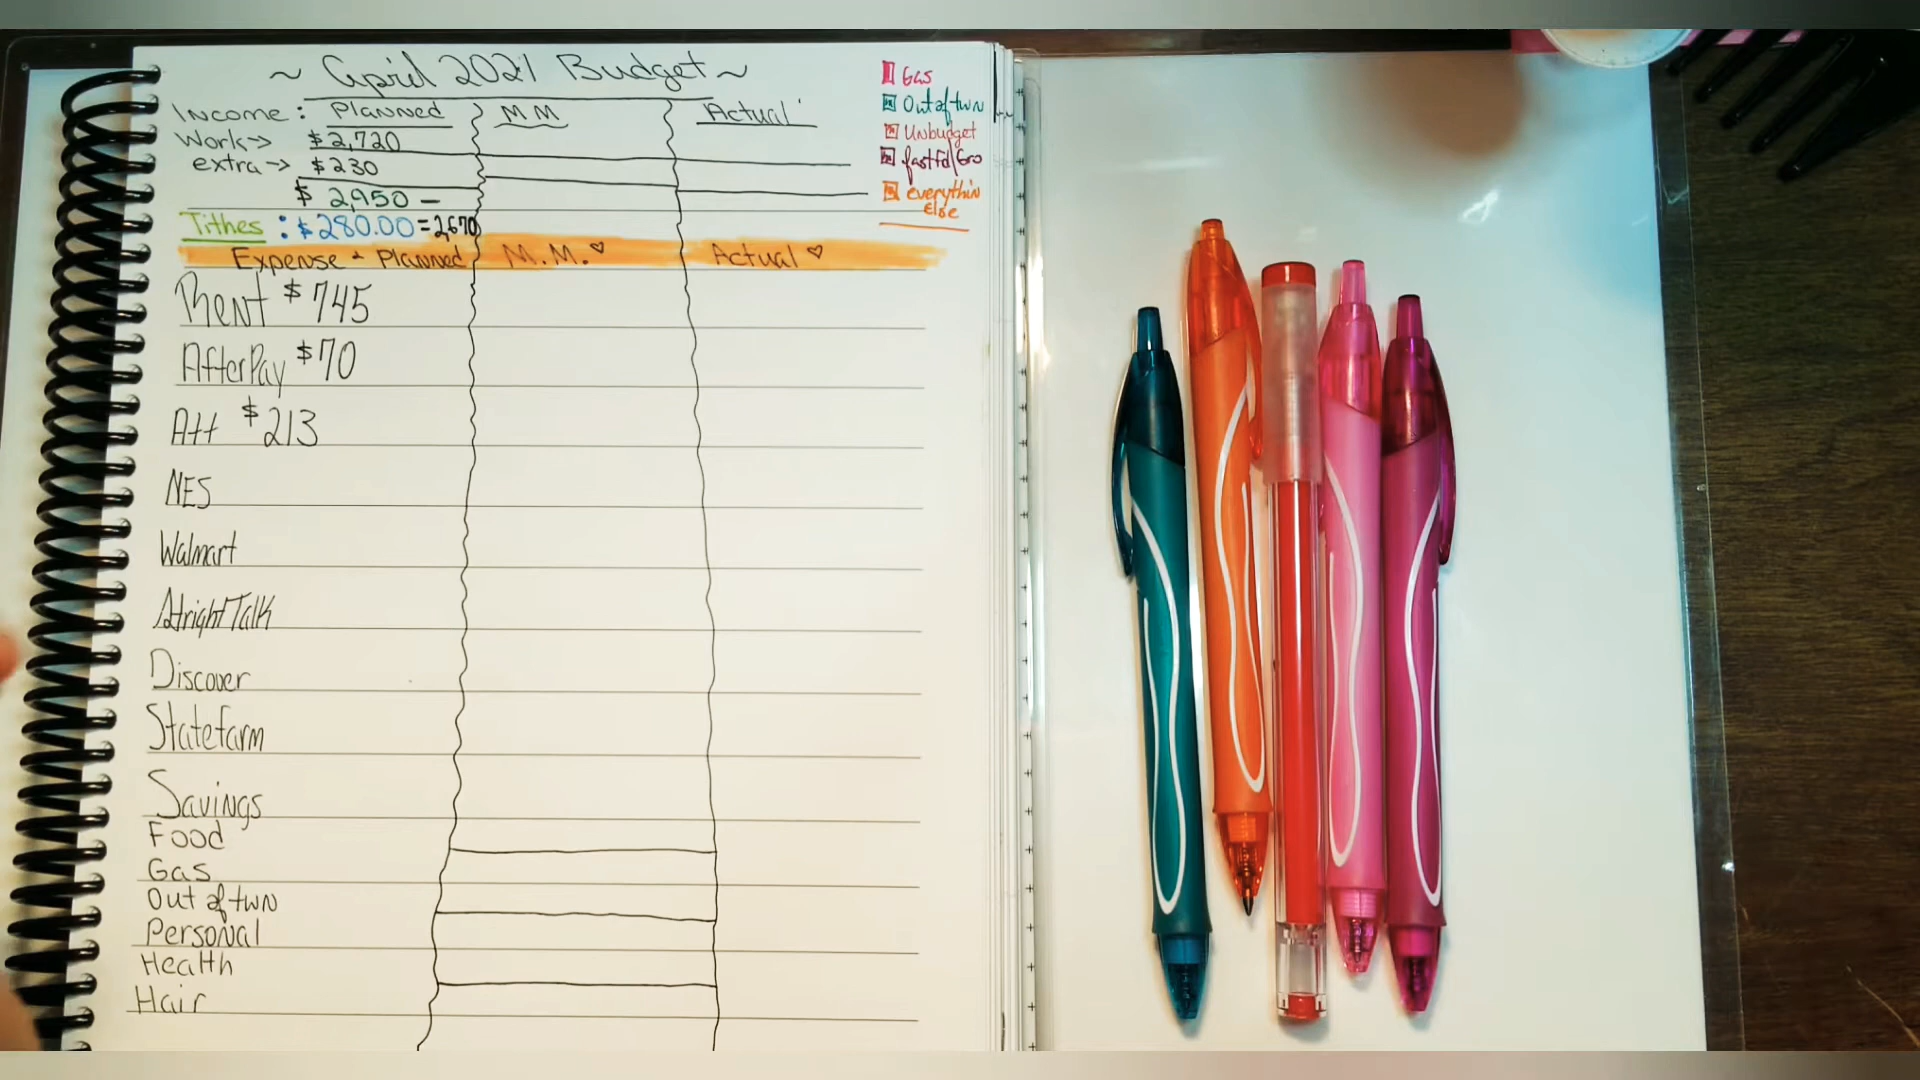 ~ April 2021 Budget ~
Income: Planned MM Actual
Work→ $2,720
extra→ $230
$ 2,950 —
Tithes : $280.00 = 2,670
Expense - Planned M.M. ♡ Actual ♡
Rent $745
AfterPay $70
Att $213
NES
Walmart
StrightTalk
Discover
Statefarm
Savings
Food
Gas
Out of twn
Personal
Health
Hair
Gas
Out of twn
Unbudget
fastfd/Gro
everythin
Else